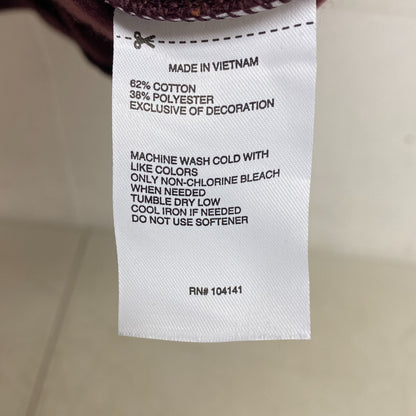 MADE IN VIETNAM
62% COTTON
38% POLYESTER
EXCLUSIVE OF DECORATION
MACHINE WASH COLD WITH
LIKE COLORS
ONLY NON-CHLORINE BLEACH
WHEN NEEDED
TUMBLE DRY LOW
COOL IRON IF NEEDED
DO NOT USE SOFTENER
RN# 104141